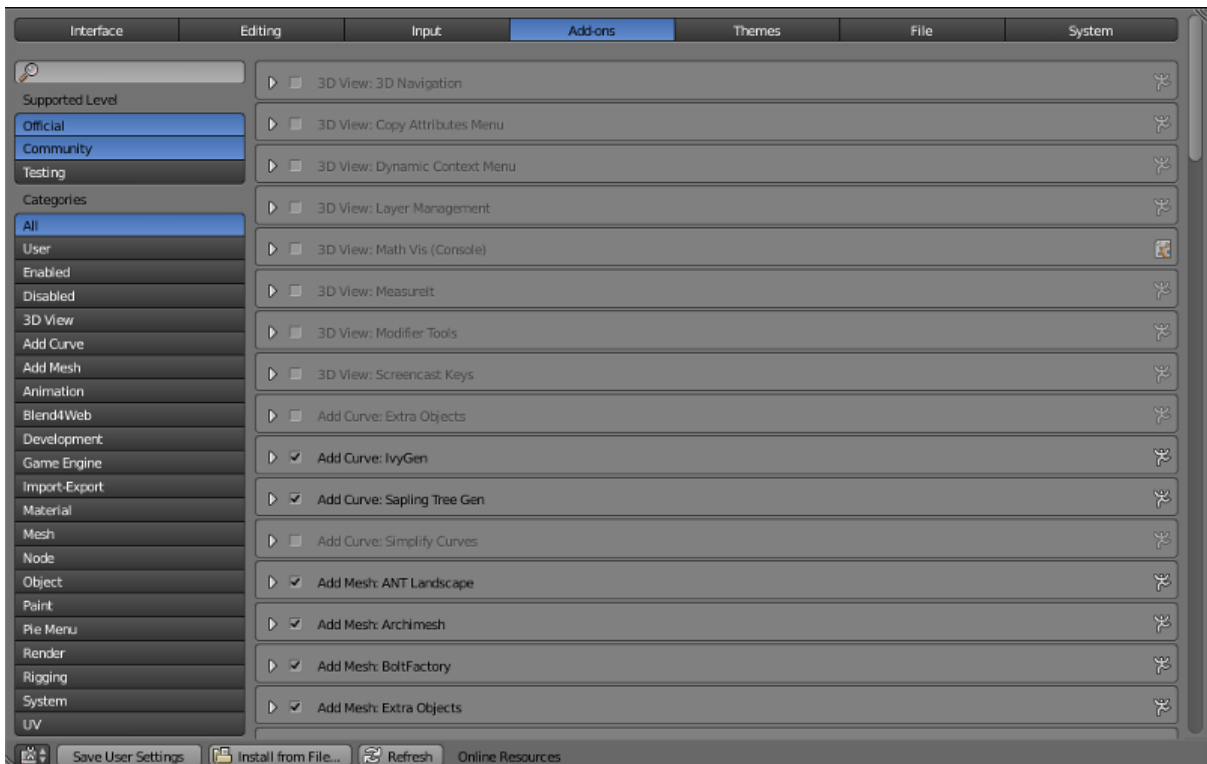 Interface Editing Input Add-ons Themes File System
Supported Level
Official
Community
Testing
Categories
All
User
Enabled
Disabled
3D View
Add Curve
Add Mesh
Animation
Blend4Web
Development
Game Engine
Import-Export
Material
Mesh
Node
Object
Paint
Pie Menu
Render
Rigging
System
UV
3D View: 3D Navigation
3D View: Copy Attributes Menu
3D View: Dynamic Context Menu
3D View: Layer Management
3D View: Math Vis (Console)
3D View: MeasureIt
3D View: Modifier Tools
3D View: Screencast Keys
Add Curve: Extra Objects
Add Curve: IvyGen
Add Curve: Sapling Tree Gen
Add Curve: Simplify Curves
Add Mesh: ANT Landscape
Add Mesh: Archimesh
Add Mesh: BoltFactory
Add Mesh: Extra Objects
Save User Settings Install from File... Refresh Online Resources